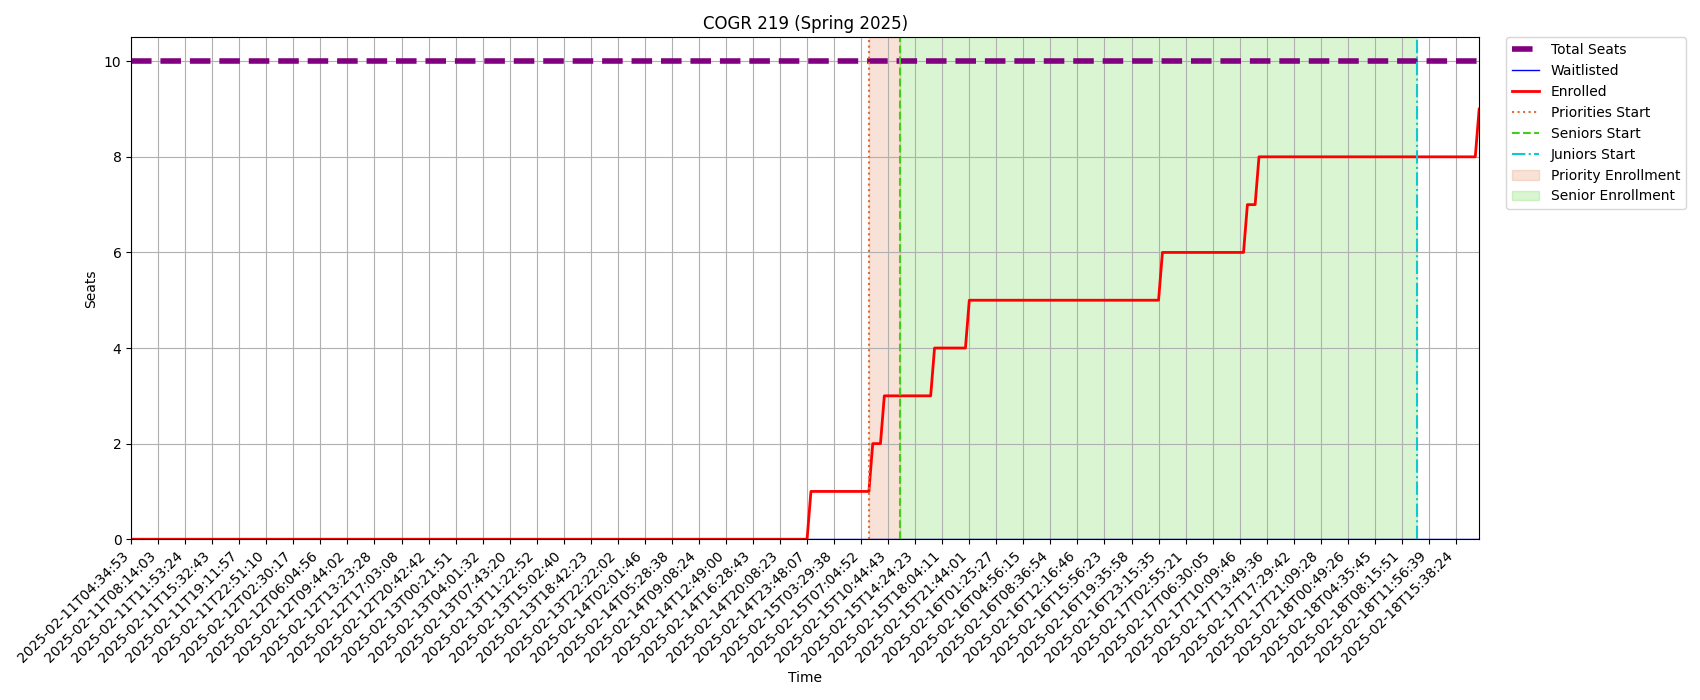 COGR 219 (Spring 2025)
10
8
6
4
2
0
Seats
2025-02-11T04:34:53
2025-02-11T08:14:03
2025-02-11T11:53:24
2025-02-11T15:32:43
2025-02-11T19:11:57
2025-02-11T22:51:10
2025-02-12T02:30:17
2025-02-12T06:04:56
2025-02-12T09:44:02
2025-02-12T13:23:28
2025-02-12T17:03:08
2025-02-12T20:42:42
2025-02-13T00:21:51
2025-02-13T04:01:32
2025-02-13T07:43:20
2025-02-13T11:22:52
2025-02-13T15:02:40
2025-02-13T18:42:23
2025-02-13T22:22:02
2025-02-14T02:01:46
2025-02-14T05:28:38
2025-02-14T09:08:24
2025-02-14T12:49:00
2025-02-14T16:28:43
2025-02-14T20:08:23
2025-02-14T23:48:07
2025-02-15T03:29:38
2025-02-15T07:04:52
2025-02-15T10:44:43
2025-02-15T14:24:23
2025-02-15T18:04:11
2025-02-15T21:44:01
2025-02-16T01:25:27
2025-02-16T04:56:15
2025-02-16T08:36:54
2025-02-16T12:16:46
2025-02-16T15:56:23
2025-02-16T19:35:58
2025-02-16T23:15:35
2025-02-17T02:55:21
2025-02-17T06:30:05
2025-02-17T10:09:46
2025-02-17T13:49:36
2025-02-17T17:29:42
2025-02-17T21:09:28
2025-02-18T00:49:26
2025-02-18T04:35:45
2025-02-18T08:15:51
2025-02-18T11:56:39
2025-02-18T15:38:24
Time
Total Seats
Waitlisted
Enrolled
Priorities Start
Seniors Start
Juniors Start
Priority Enrollment
Senior Enrollment